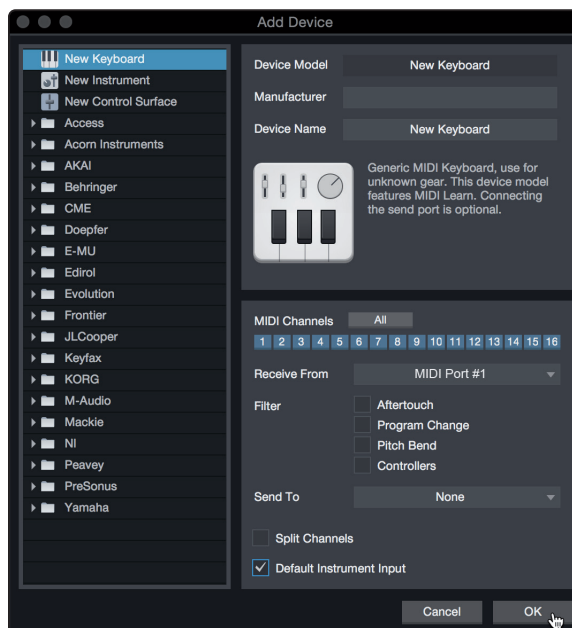 Add Device
New Keyboard
New Instrument
New Control Surface
Access
Acorn Instruments
AKAI
Behringer
CME
Doepfer
E-MU
Edirol
Evolution
Frontier
JLCooper
Keyfax
KORG
M-Audio
Mackie
NI
Peavey
PreSonus
Yamaha
Device Model New Keyboard
Manufacturer
Device Name New Keyboard
Generic MIDI Keyboard, use for
unknown gear. This device model
features MIDI Learn. Connecting
the send port is optional.
MIDI Channels All
1 2 3 4 5 6 7 8 9 10 11 12 13 14 15 16
Receive From MIDI Port #1
Filter Aftertouch
Program Change
Pitch Bend
Controllers
Send To None
Split Channels
Default Instrument Input
Cancel OK